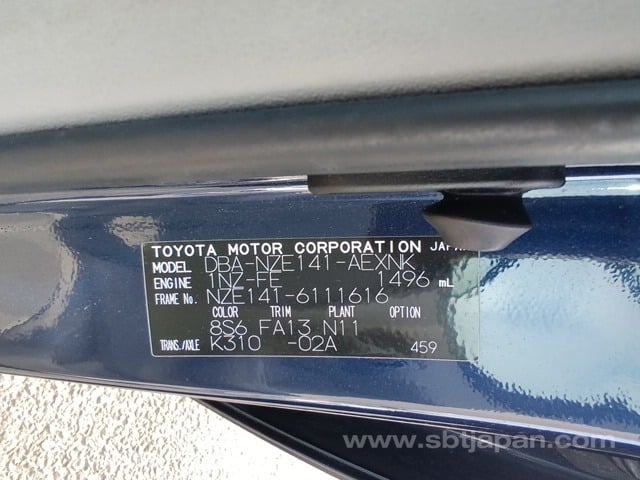 TOYOTA MOTOR CORPORATION JAPAN
MODEL DBA-NZE141-AEXNK
ENGINE 1NZ-FE 1496 mL
FRAME No. NZE141-6111616
COLOR TRIM PLANT OPTION
8S6 FA13 N11
TRANS./AXLE K310 -02A 459
www.sbtjapan.com